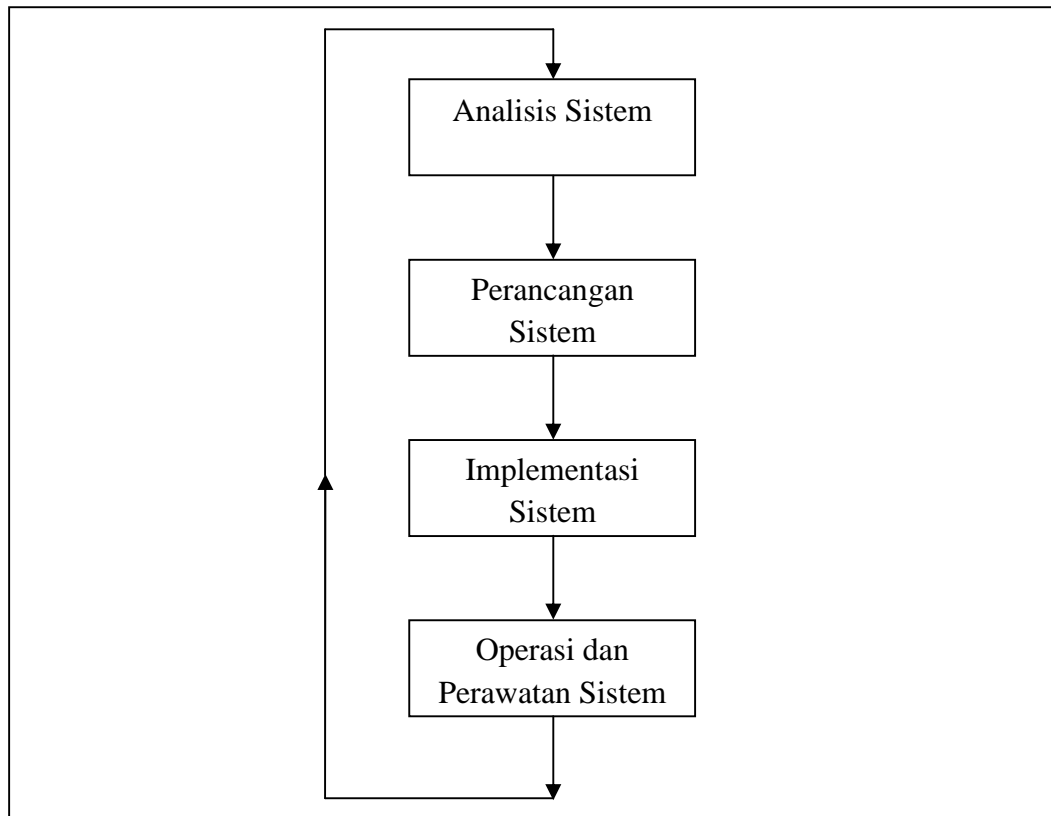 Analisis Sistem
Perancangan
Sistem
Implementasi
Sistem
Operasi dan
Perawatan Sistem